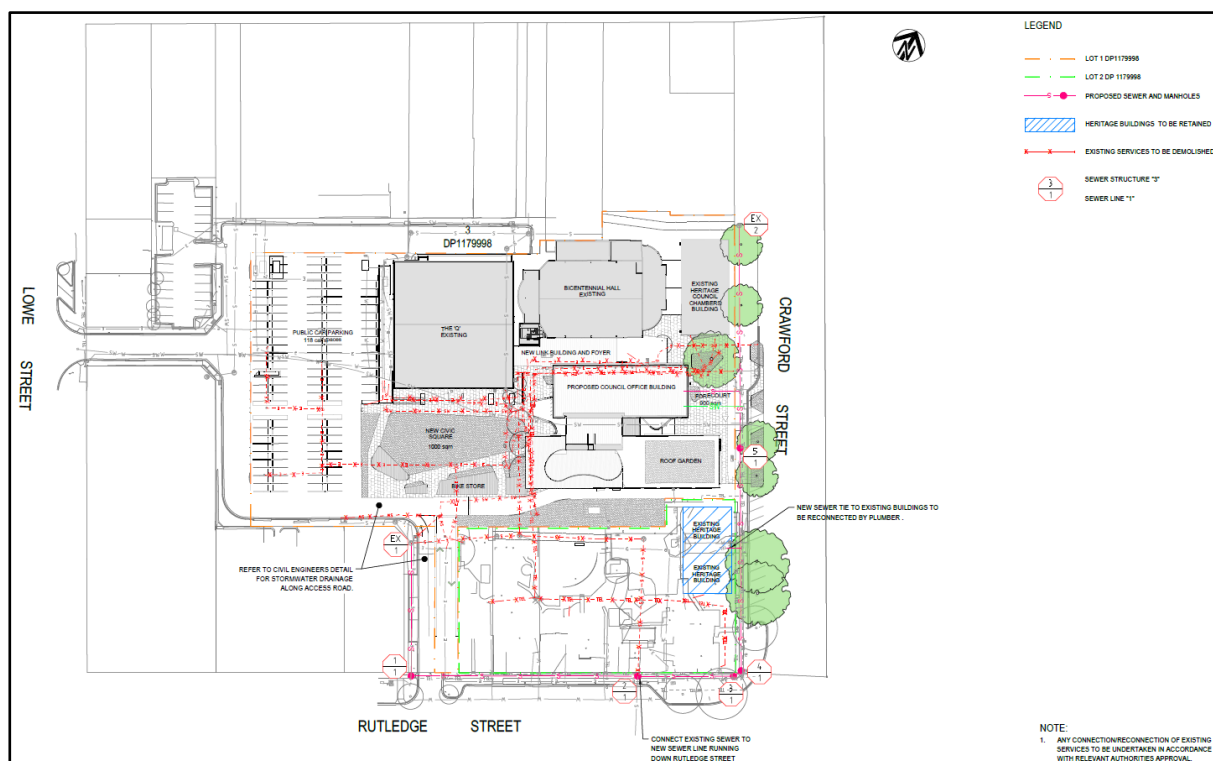 LEGEND
LOT 1 DP1179998
LOT 2 DP 1179998
S
PROPOSED SEWER AND MANHOLES
HERITAGE BUILDINGS TO BE RETAINED
EXISTING SERVICES TO BE DEMOLISHED
3
1
SEWER STRUCTURE "3"
SEWER LINE "1"
EX
2
3
DP1179998
LOWE
STREET
CRAWFORD
STREET
BICENTENNIAL HALL
EXISTING
EXISTING
HERITAGE
COUNCIL
CHAMBERS
BUILDING
PUBLIC CAR PARKING
THE 'Q'
EXISTING
NEW LINK BUILDING AND FOYER
PROPOSED COUNCIL OFFICE BUILDING
NEW CIVIC
SQUARE
1000 sqm
ROOF GARDEN
BIKE STORE
5
1
NEW SEWER TIE TO EXISTING BUILDINGS TO
BE RECONNECTED BY PLUMBER .
EXISTING
HERITAGE
BUILDING
EXISTING
HERITAGE
BUILDING
EX
1
REFER TO CIVIL ENGINEERS DETAIL
FOR STORMWATER DRAINAGE
ALONG ACCESS ROAD.
1
1
2
1
3
1
4
1
RUTLEDGE STREET
CONNECT EXISTING SEWER TO
NEW SEWER LINE RUNNING
DOWN RUTLEDGE STREET
NOTE:
1. ANY CONNECTION/RECONNECTION OF EXISTING
SERVICES TO BE UNDERTAKEN IN ACCORDANCE
WITH RELEVANT AUTHORITIES APPROVAL.